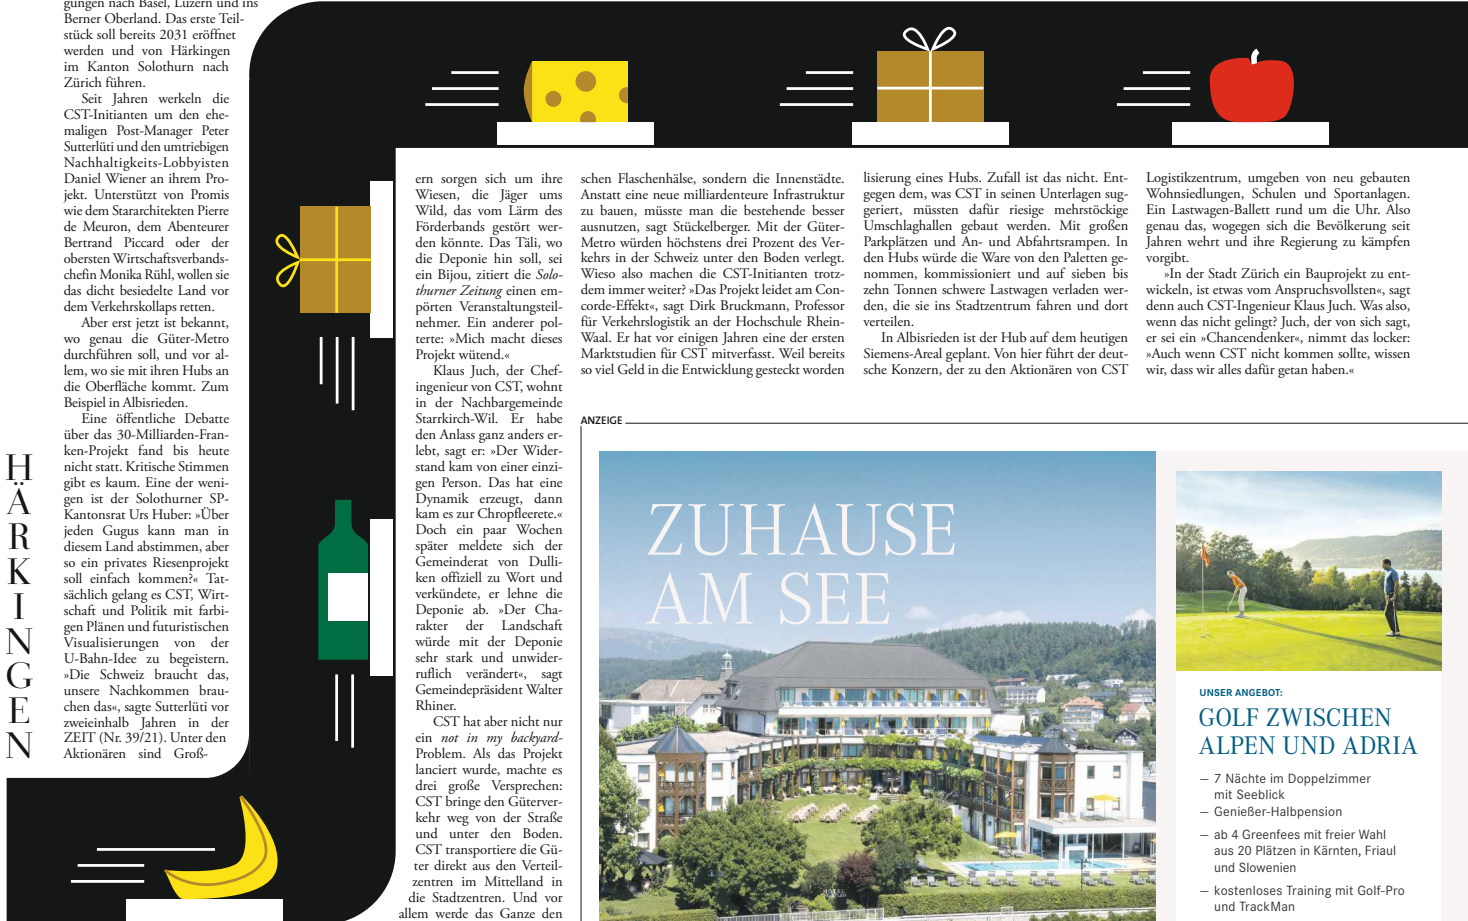 gungen nach Basel, Luzern und ins
Berner Oberland. Das erste Teil-
stück soll bereits 2031 eröffnet
werden und von Härkingen
im Kanton Solothurn nach
Zürich führen.
Seit Jahren werkeln die
CST-Initianten um den ehe-
maligen Post-Manager Peter
Sutterlüti und den umtriebigen
Nachhaltigkeits-Lobbyisten
Daniel Wiener an ihrem Pro-
jekt. Unterstützt von Promis
wie dem Stararchitekten Pierre
de Meuron, dem Abenteurer
Bertrand Piccard oder der
obersten Wirtschaftsverbands-
chefin Monika Rühl, wollen sie
das dicht besiedelte Land vor
dem Verkehrskollaps retten.
Aber erst jetzt ist bekannt,
wo genau die Güter-Metro
durchführen soll, und vor al-
lem, wo sie mit ihren Hubs an
die Oberfläche kommt. Zum
Beispiel in Albisrieden.
Eine öffentliche Debatte
über das 30-Milliarden-Fran-
ken-Projekt fand bis heute
nicht statt. Kritische Stimmen
gibt es kaum. Eine der weni-
gen ist der Solothurner SP-
Kantonsrat Urs Huber: »Über
jeden Gugus kann man in
diesem Land abstimmen, aber
so ein privates Riesenprojekt
soll einfach kommen?« Tat-
sächlich gelang es CST, Wirt-
schaft und Politik mit farbi-
gen Plänen und futuristischen
Visualisierungen von der
U-Bahn-Idee zu begeistern.
»Die Schweiz braucht das,
unsere Nachkommen brau-
chen das«, sagte Sutterlüti vor
zweieinhalb Jahren in der
ZEIT (Nr. 39/21). Unter den
Aktionären sind Groß-
HÄRKINGEN
ern sorgen sich um ihre
Wiesen, die Jäger ums
Wild, das vom Lärm des
Förderbands gestört wer-
den könnte. Das Täli, wo
die Deponie hin soll, sei
ein Bijou, zitiert die Solo-
thurner Zeitung einen em-
pörten Veranstaltungsteil-
nehmer. Ein anderer pol-
terte: »Mich macht dieses
Projekt wütend.«
Klaus Juch, der Chef-
ingenieur von CST, wohnt
in der Nachbargemeinde
Starrkirch-Wil. Er habe
den Anlass ganz anders er-
lebt, sagt er: »Der Wider-
stand kam von einer einzi-
gen Person. Das hat eine
Dynamik erzeugt, dann
kam es zur Chropfleerete.«
Doch ein paar Wochen
später meldete sich der
Gemeinderat von Dulli-
ken offiziell zu Wort und
verkündete, er lehne die
Deponie ab. »Der Cha-
rakter der Landschaft
würde mit der Deponie
sehr stark und unwider-
ruflich verändert«, sagt
Gemeindepräsident Walter
Rhiner.
CST hat aber nicht nur
ein not in my backyard-
Problem. Als das Projekt
lanciert wurde, machte es
drei große Versprechen:
CST bringe den Güterver-
kehr weg von der Straße
und unter den Boden.
CST transportiere die Gü-
ter direkt aus den Verteil-
zentren im Mittelland in
die Stadtzentren. Und vor
allem werde das Ganze den
schen Flaschenhälse, sondern die Innenstädte.
Anstatt eine neue milliardenteure Infrastruktur
zu bauen, müsste man die bestehende besser
ausnutzen, sagt Stückelberger. Mit der Güter-
Metro würden höchstens drei Prozent des Ver-
kehrs in der Schweiz unter den Boden verlegt.
Wieso also machen die CST-Initianten trotz-
dem immer weiter? »Das Projekt leidet am Con-
corde-Effekt«, sagt Dirk Bruckmann, Professor
für Verkehrslogistik an der Hochschule Rhein-
Waal. Er hat vor einigen Jahren eine der ersten
Marktstudien für CST mitverfasst. Weil bereits
so viel Geld in die Entwicklung gesteckt worden
lisierung eines Hubs. Zufall ist das nicht. Ent-
gegen dem, was CST in seinen Unterlagen sug-
geriert, müssten dafür riesige mehrstöckige
Umschlaghallen gebaut werden. Mit großen
Parkplätzen und An- und Abfahrtsrampen. In
den Hubs würde die Ware von den Paletten ge-
nommen, kommissioniert und auf sieben bis
zehn Tonnen schwere Lastwagen verladen wer-
den, die sie ins Stadtzentrum fahren und dort
verteilen.
In Albisrieden ist der Hub auf dem heutigen
Siemens-Areal geplant. Von hier führt der deut-
sche Konzern, der zu den Aktionären von CST
Logistikzentrum, umgeben von neu gebauten
Wohnsiedlungen, Schulen und Sportanlagen.
Ein Lastwagen-Ballett rund um die Uhr. Also
genau das, wogegen sich die Bevölkerung seit
Jahren wehrt und ihre Regierung zu kämpfen
vorgibt.
»In der Stadt Zürich ein Bauprojekt zu ent-
wickeln, ist etwas vom Anspruchsvollsten«, sagt
denn auch CST-Ingenieur Klaus Juch. Was also,
wenn das nicht gelingt? Juch, der von sich sagt,
er sei ein »Chancendenker«, nimmt das locker:
»Auch wenn CST nicht kommen sollte, wissen
wir, dass wir alles dafür getan haben.«
ANZEIGE
ZUHAUSE
AM SEE
UNSER ANGEBOT:
GOLF ZWISCHEN
ALPEN UND ADRIA
— 7 Nächte im Doppelzimmer
mit Seeblick
— Genießer-Halbpension
— ab 4 Greenfees mit freier Wahl
aus 20 Plätzen in Kärnten, Friaul
und Slowenien
— kostenloses Training mit Golf-Pro
und TrackMan